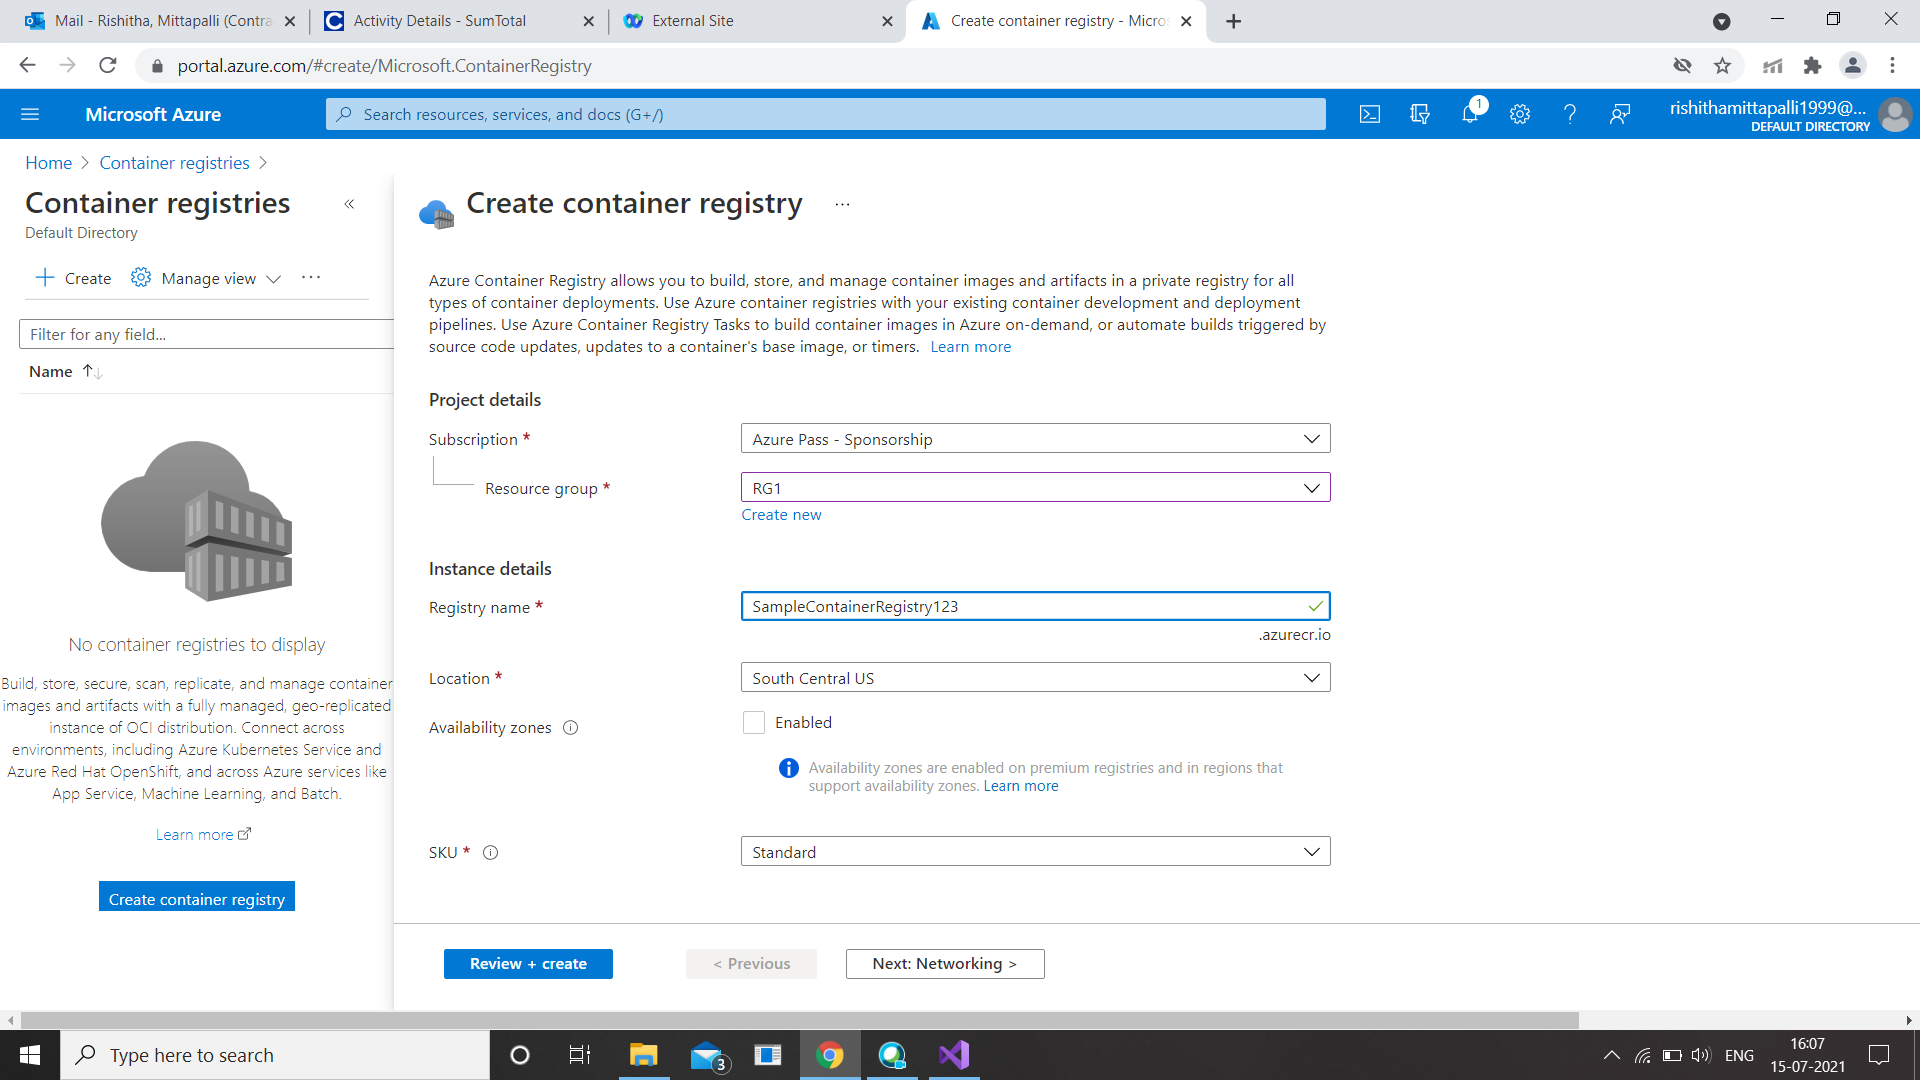 Mail - Rishitha, Mittapalli (Contra
Activity Details - SumTotal
External Site
Create container registry - Micros
portal.azure.com/#create/Microsoft.ContainerRegistry
Microsoft Azure
Search resources, services, and docs (G+/)
1
rishithamittapalli1999@...
DEFAULT DIRECTORY
Home > Container registries >
Container registries
Default Directory
Create
Manage view
Filter for any field...
Name
No container registries to display
Build, store, secure, scan, replicate, and manage container
images and artifacts with a fully managed, geo-replicated
instance of OCI distribution. Connect across
environments, including Azure Kubernetes Service and
Azure Red Hat OpenShift, and across Azure services like
App Service, Machine Learning, and Batch.
Learn more
Create container registry
Create container registry
...
Azure Container Registry allows you to build, store, and manage container images and artifacts in a private registry for all
types of container deployments. Use Azure container registries with your existing container development and deployment
pipelines. Use Azure Container Registry Tasks to build container images in Azure on-demand, or automate builds triggered by
source code updates, updates to a container's base image, or timers. Learn more
Project details
Subscription *
Azure Pass - Sponsorship
Resource group *
RG1
Create new
Instance details
Registry name *
SampleContainerRegistry123
.azurecr.io
Location *
South Central US
Availability zones
Enabled
Availability zones are enabled on premium registries and in regions that
support availability zones. Learn more
SKU *
Standard
Review + create
< Previous
Next: Networking >
Type here to search
3
ENG
16:07
15-07-2021